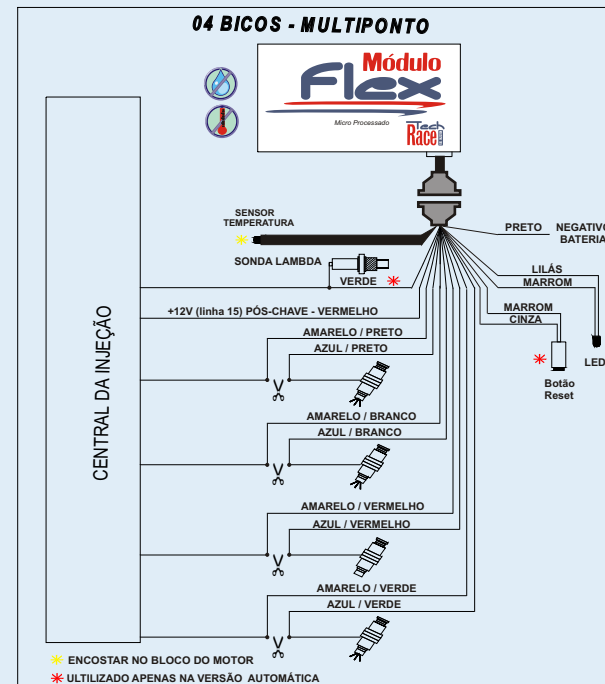 04 BICOS - MULTIPONTO
Módulo
Flex
Micro Processado
Tech
Race
SENSOR
TEMPERATURA
PRETO
NEGATIVO
BATERIA
SONDA LAMBDA
VERDE
LILÁS
MARROM
+12V (linha 15) PÓS-CHAVE - VERMELHO
MARROM
CINZA
AMARELO / PRETO
AZUL / PRETO
LED
Botão
Reset
CENTRAL DA INJEÇÃO
AMARELO / BRANCO
AZUL / BRANCO
AMARELO / VERMELHO
AZUL / VERMELHO
AMARELO / VERDE
AZUL / VERDE
ENCOSTAR NO BLOCO DO MOTOR
ULTILIZADO APENAS NA VERSÃO AUTOMÁTICA